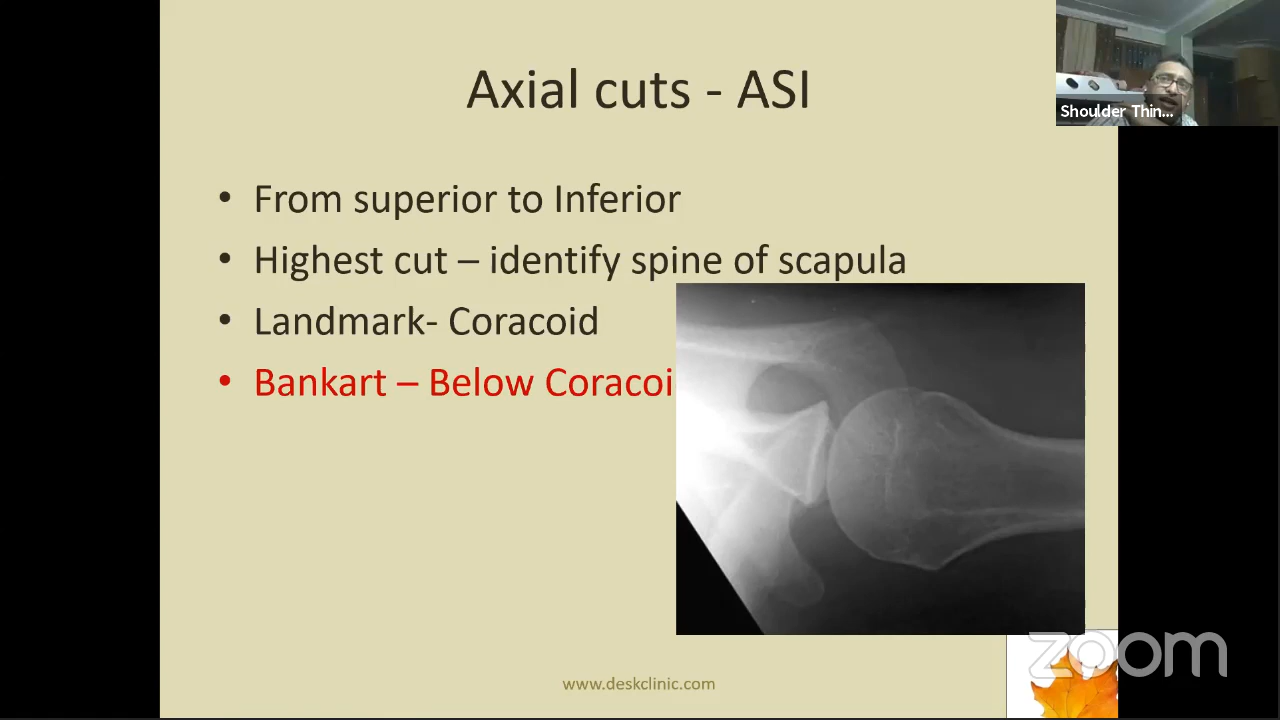 Axial cuts - ASI
Shoulder Thin...
• From superior to Inferior
• Highest cut – identify spine of scapula
• Landmark- Coracoid
• Bankart – Below Coracoi
www.deskclinic.com
zoom